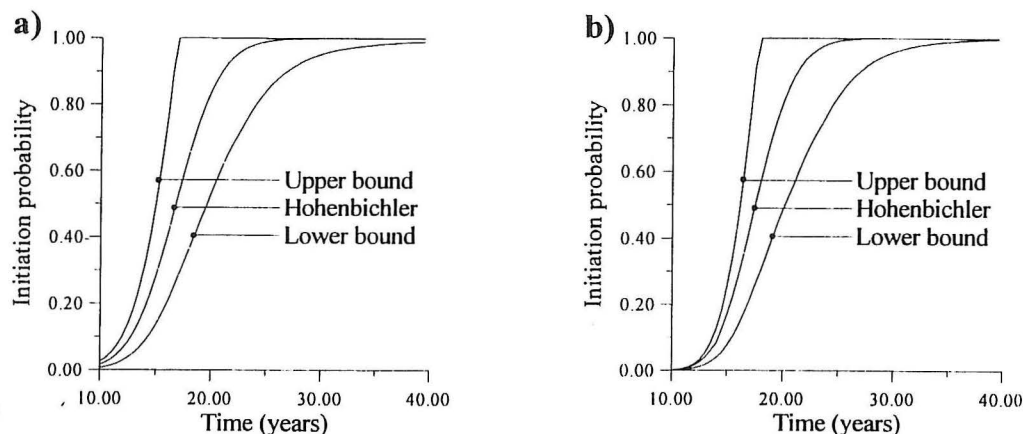 a)
Initiation probability
1.00
0.80
0.60
0.40
0.20
0.00
Upper bound
Hohenbichler
Lower bound
10.00 20.00 30.00 40.00
Time (years)
b)
Initiation probability
1.00
0.80
0.60
0.40
0.20
0.00
Upper bound
Hohenbichler
Lower bound
10.00 20.00 30.00 40.00
Time (years)